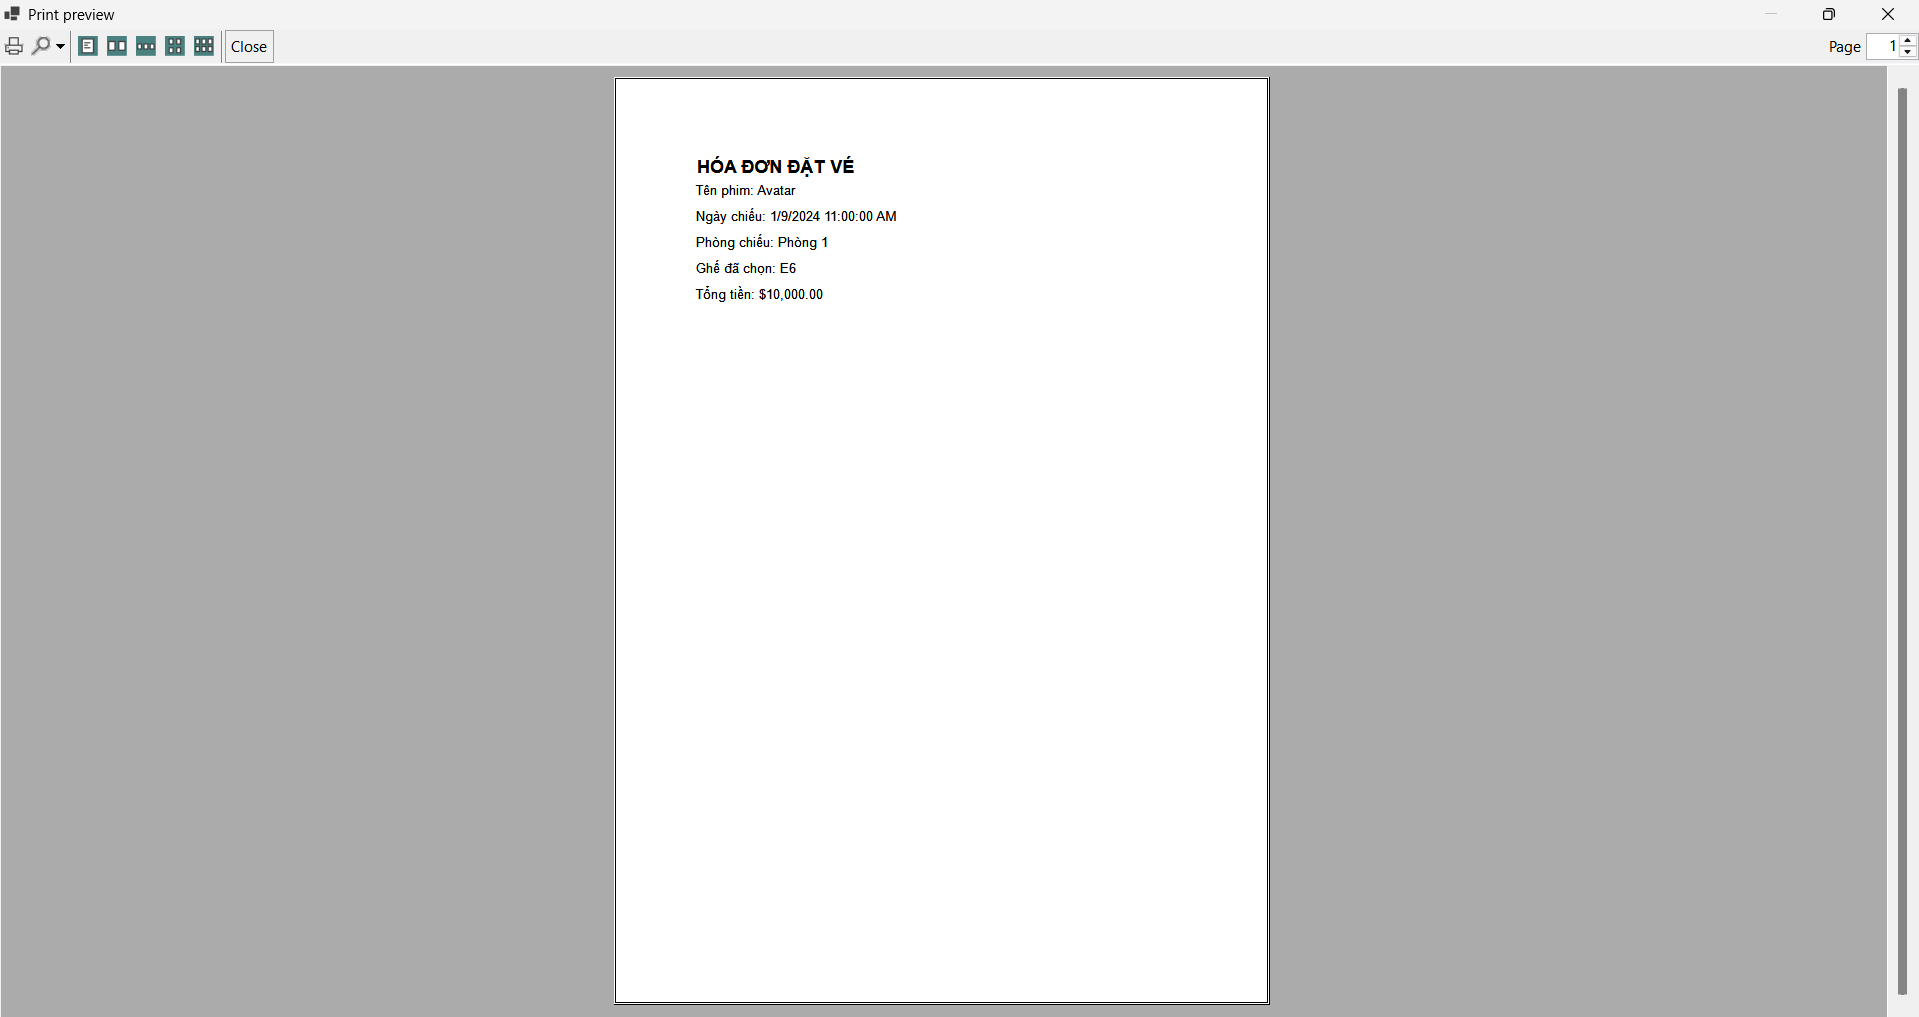 Print preview
Close
Page 1
HÓA ĐƠN ĐẶT VÉ
Tên phim: Avatar
Ngày chiếu: 1/9/2024 11:00:00 AM
Phòng chiếu: Phòng 1
Ghế đã chọn: E6
Tổng tiền: $10,000.00